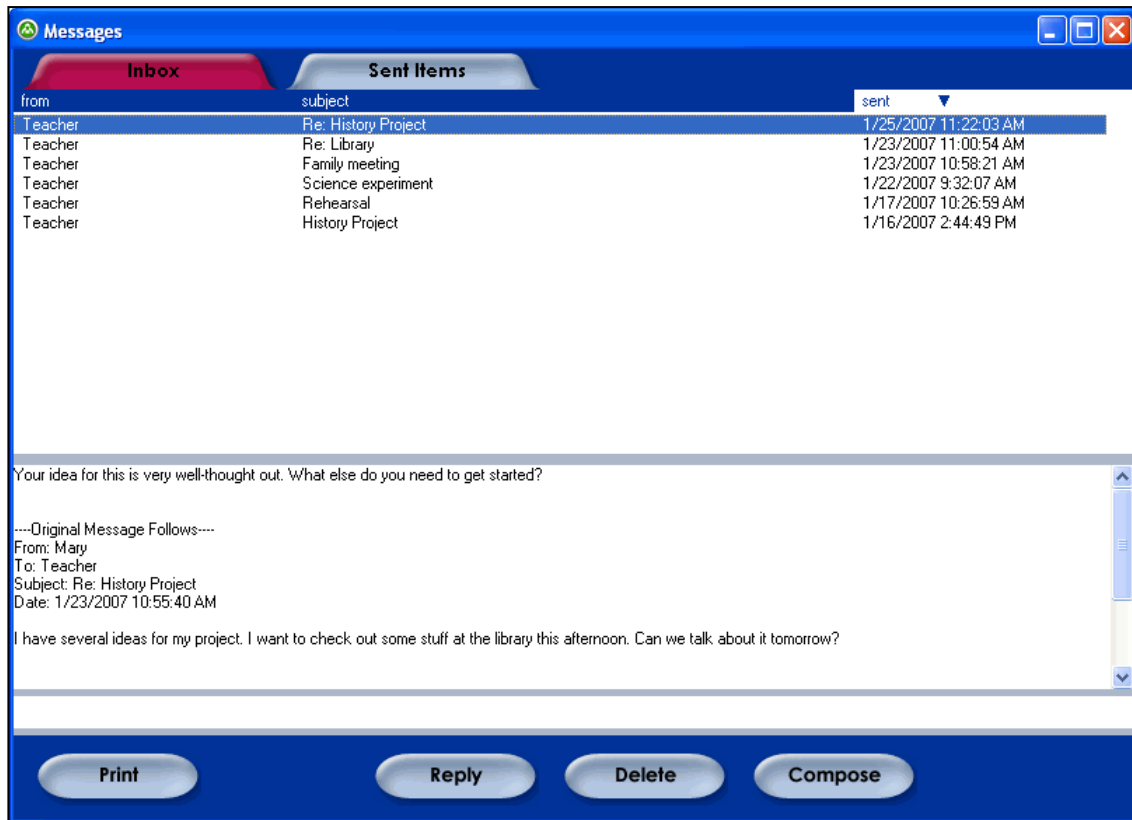 Messages
Inbox Sent Items
from subject sent
Teacher Re: History Project 1/25/2007 11:22:03 AM
Teacher Re: Library 1/23/2007 11:00:54 AM
Teacher Family meeting 1/23/2007 10:58:21 AM
Teacher Science experiment 1/22/2007 9:32:07 AM
Teacher Rehearsal 1/17/2007 10:26:59 AM
Teacher History Project 1/16/2007 2:44:49 PM
Your idea for this is very well-thought out. What else do you need to get started?
----Original Message Follows----
From: Mary
To: Teacher
Subject: Re: History Project
Date: 1/23/2007 10:55:40 AM
I have several ideas for my project. I want to check out some stuff at the library this afternoon. Can we talk about it tomorrow?
Print Reply Delete Compose